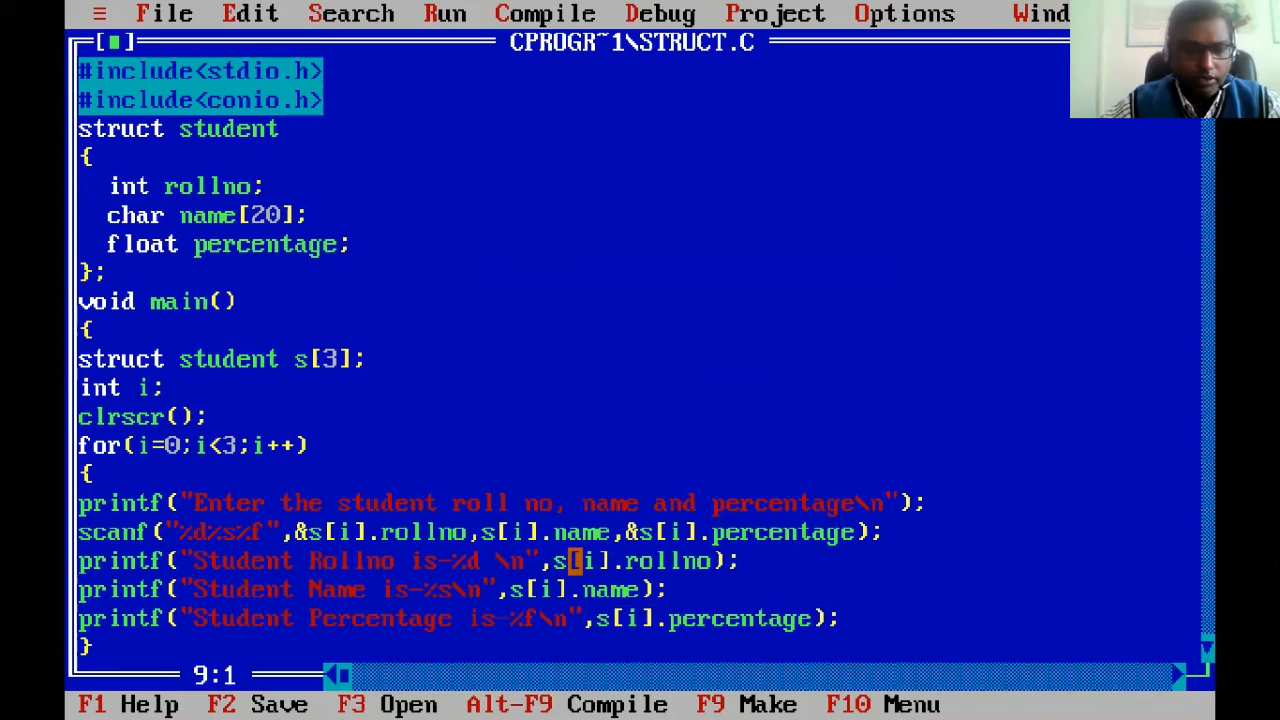 ≡ File Edit Search Run Compile Debug Project Options Wind
CPROGR~1\STRUCT.C
#include<stdio.h>
#include<conio.h>
struct student
{
int rollno;
char name[20];
float percentage;
};
void main()
{
struct student s[3];
int i;
clrscr();
for(i=0;i<3;i++)
{
printf("Enter the student roll no, name and percentage\n");
scanf("%d%s%f",&s[i].rollno,s[i].name,&s[i].percentage);
printf("Student Rollno is-%d \n",s[i].rollno);
printf("Student Name is-%s\n",s[i].name);
printf("Student Percentage is-%f\n",s[i].percentage);
}
9:1
F1 Help F2 Save F3 Open Alt-F9 Compile F9 Make F10 Menu